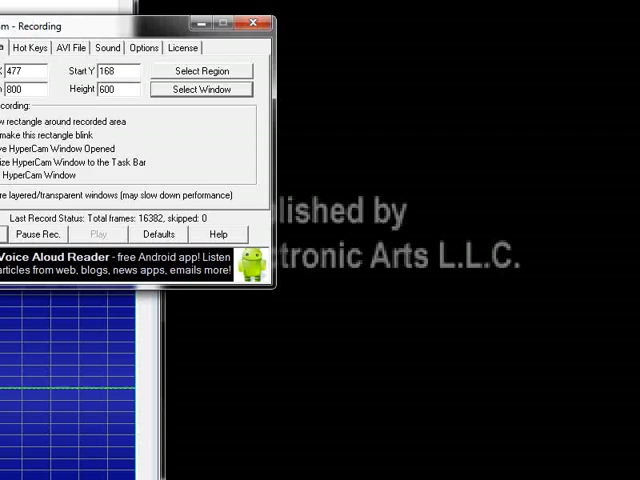 m - Recording
a Hot Keys AVI File Sound Options License
X 477 Start Y 168 Select Region
h 800 Height 600 Select Window
cording:
w rectangle around recorded area
make this rectangle blink
ve HyperCam Window Opened
ize HyperCam Window to the Task Bar
HyperCam Window
re layered/transparent windows (may slow down performance)
Last Record Status: Total frames: 16382, skipped: 0
Pause Rec. Play Defaults Help
Voice Aloud Reader - free Android app! Listen
articles from web, blogs, news apps, emails more!
lished by
tronic Arts L.L.C.